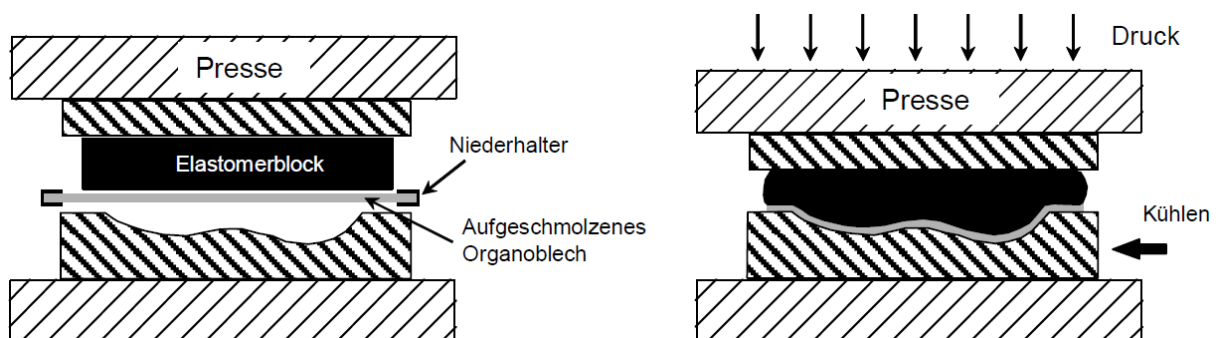 Presse
Elastomerblock
Niederhalter
Aufgeschmolzenes
Organoblech
Druck
Presse
Kühlen